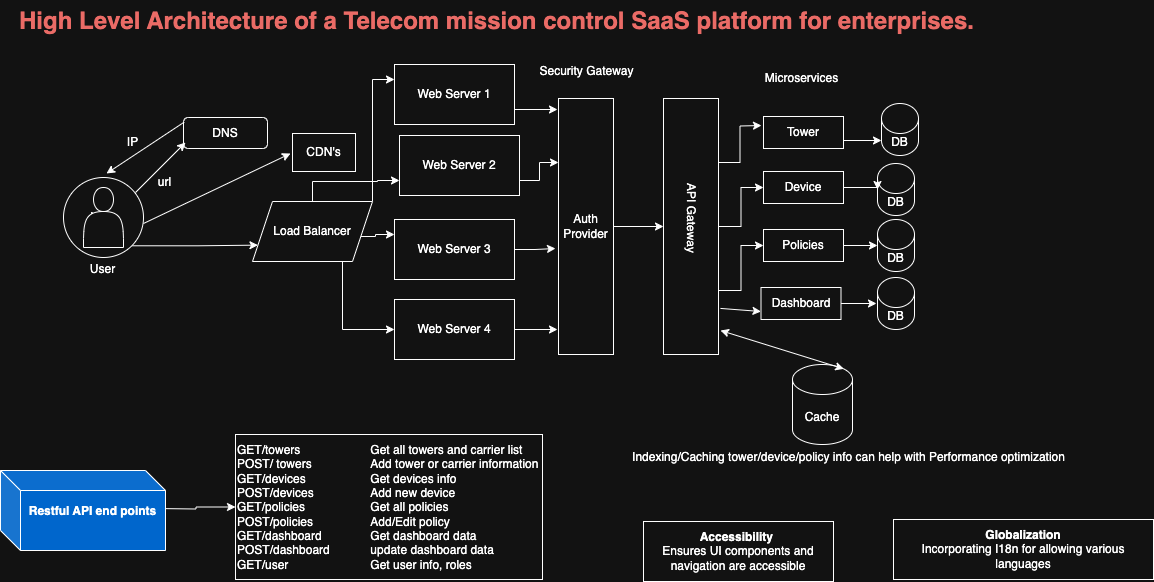 High Level Architecture of a Telecom mission control SaaS platform for enterprises.
Security Gateway
Microservices
DNS
IP
url
CDN's
User
Load Balancer
Web Server 1
Web Server 2
Web Server 3
Web Server 4
Auth
Provider
API Gateway
Tower
DB
Device
DB
Policies
DB
Dashboard
DB
Cache
Indexing/Caching tower/device/policy info can help with Performance optimization
Restful API end points
GET/towers Get all towers and carrier list
POST/ towers Add tower or carrier information
GET/devices Get devices info
POST/devices Add new device
GET/policies Get all policies
POST/policies Add/Edit policy
GET/dashboard Get dashboard data
POST/dashboard update dashboard data
GET/user Get user info, roles
Accessibility
Ensures UI components and
navigation are accessible
Globalization
Incorporating I18n for allowing various
languages